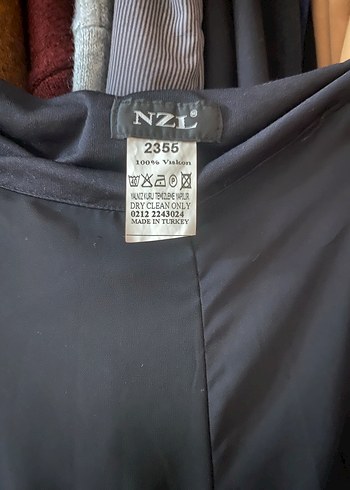 NZL®
2355
100% Viskon
P
YALNIZ KURU TEMİZLEME YAPILIR
DRY CLEAN ONLY
0212 2243024
MADE IN TURKEY